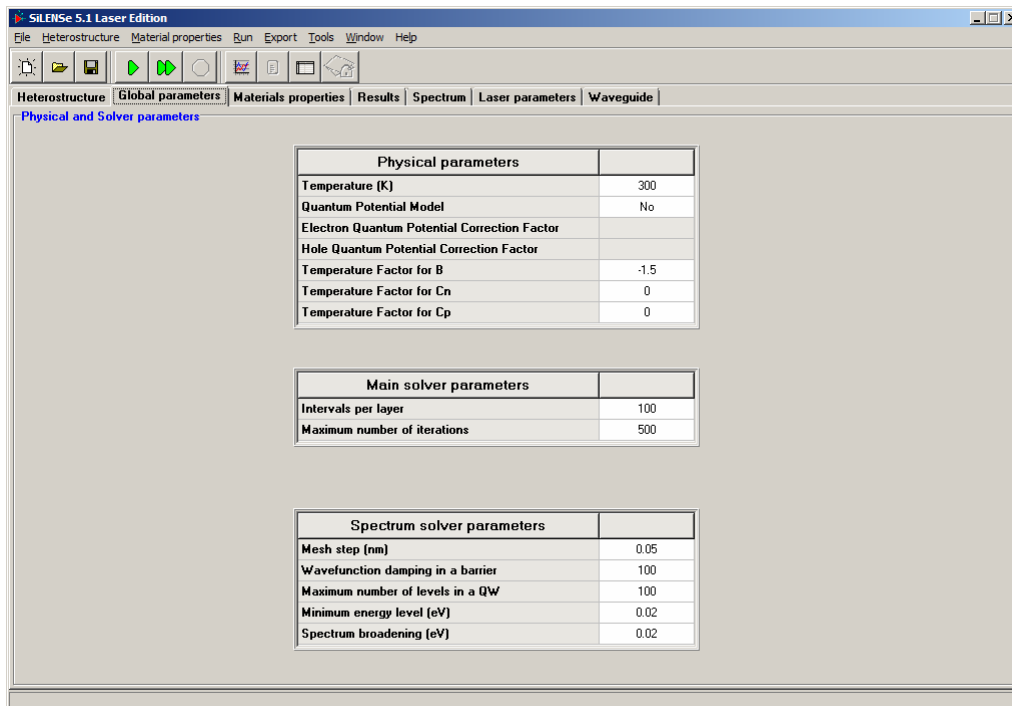 SiLENSe 5.1 Laser Edition
File Heterostructure Material properties Run Export Tools Window Help
Heterostructure Global parameters Materials properties Results Spectrum Laser parameters Waveguide
Physical and Solver parameters
Physical parameters
Temperature (K) 300
Quantum Potential Model No
Electron Quantum Potential Correction Factor
Hole Quantum Potential Correction Factor
Temperature Factor for B -1.5
Temperature Factor for Cn 0
Temperature Factor for Cp 0
Main solver parameters
Intervals per layer 100
Maximum number of iterations 500
Spectrum solver parameters
Mesh step (nm) 0.05
Wavefunction damping in a barrier 100
Maximum number of levels in a QW 100
Minimum energy level (eV) 0.02
Spectrum broadening (eV) 0.02